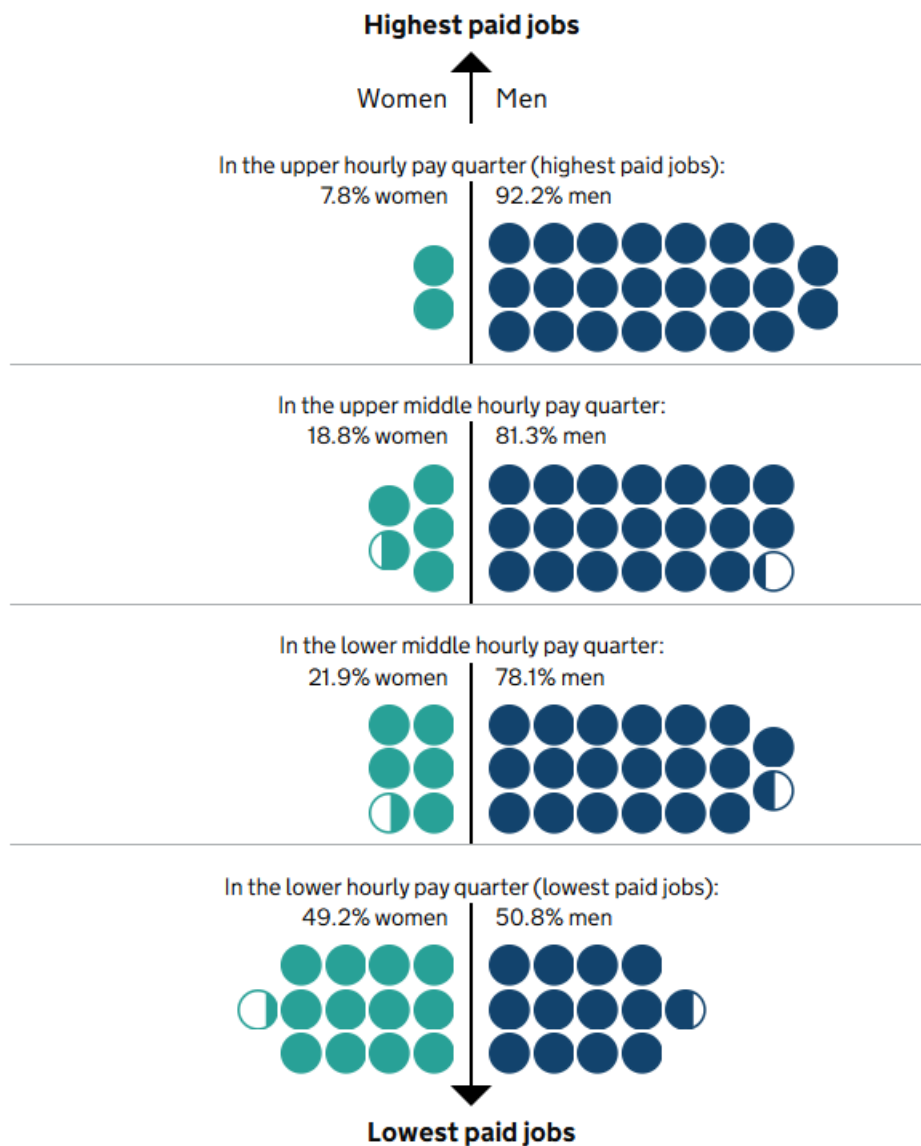 Highest paid jobs
Women Men
In the upper hourly pay quarter (highest paid jobs):
7.8% women 92.2% men
In the upper middle hourly pay quarter:
18.8% women 81.3% men
In the lower middle hourly pay quarter:
21.9% women 78.1% men
In the lower hourly pay quarter (lowest paid jobs):
49.2% women 50.8% men
Lowest paid jobs